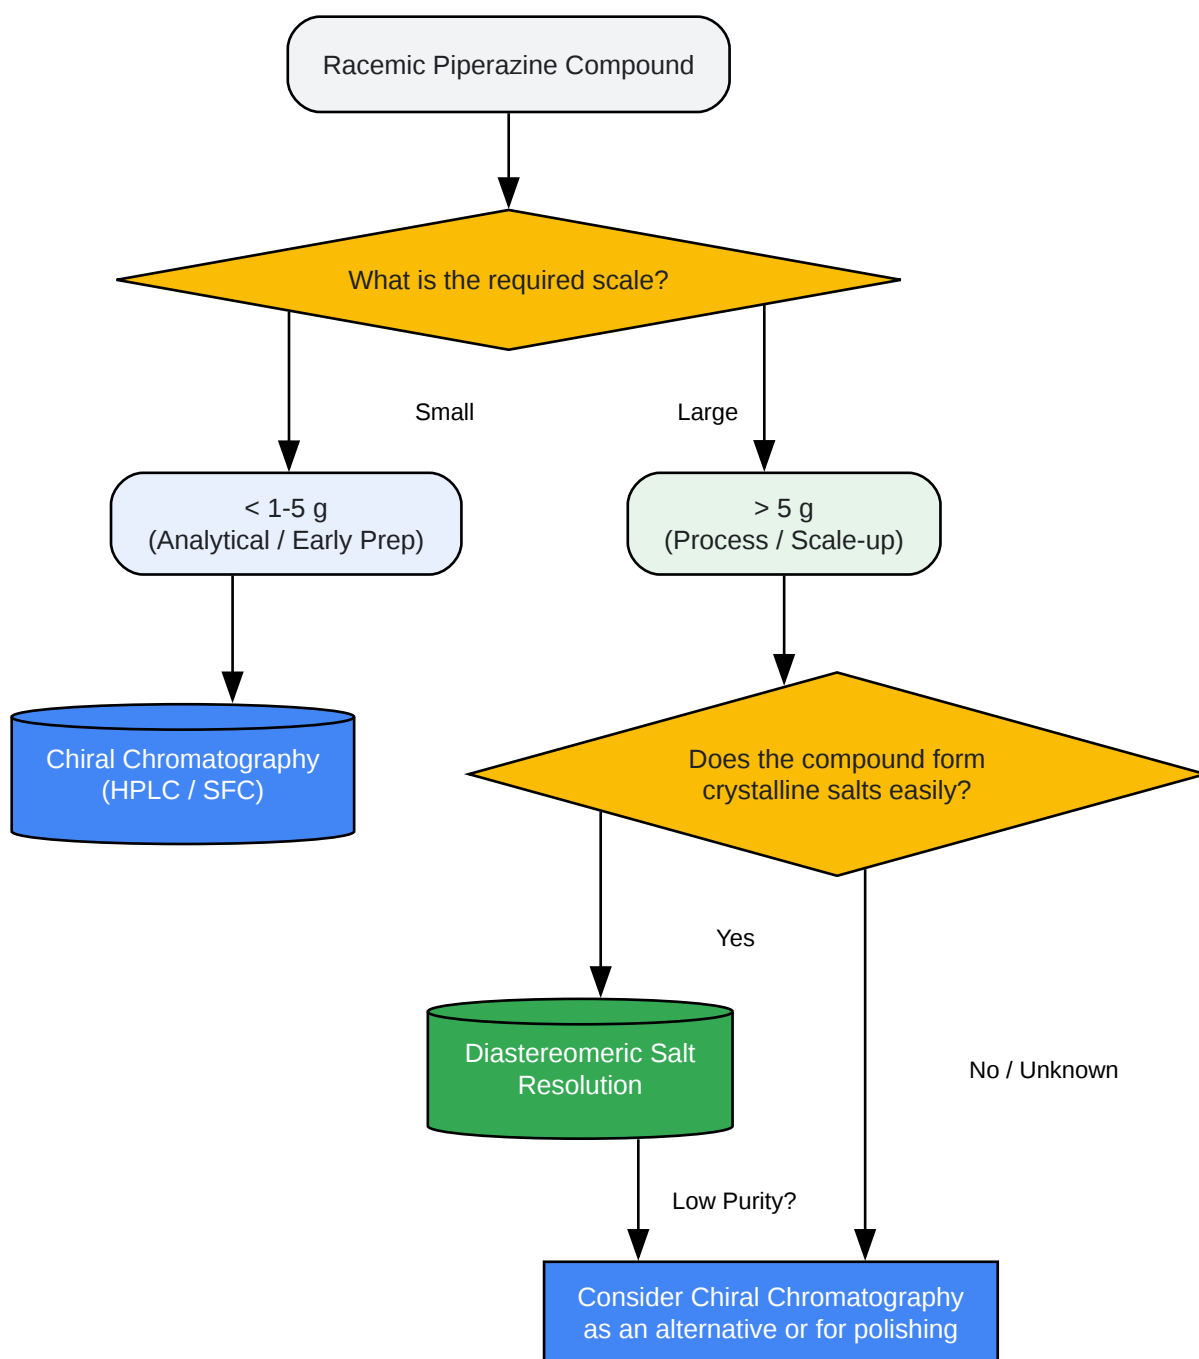 Racemic Piperazine Compound
What is the required scale?
Small
Large
< 1-5 g
(Analytical / Early Prep)
> 5 g
(Process / Scale-up)
Chiral Chromatography
(HPLC / SFC)
Does the compound form
crystalline salts easily?
Yes
No / Unknown
Diastereomeric Salt
Resolution
Low Purity?
Consider Chiral Chromatography
as an alternative or for polishing